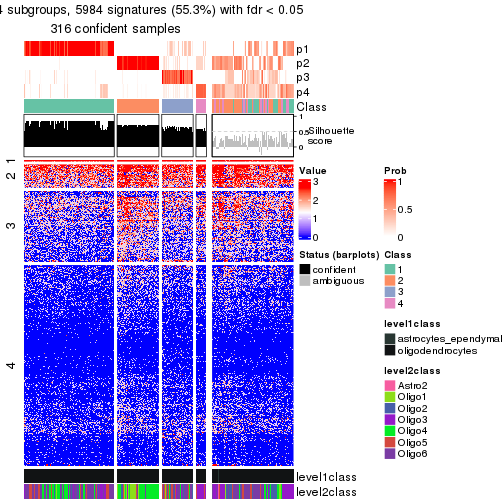 4 subgroups, 5984 signatures (55.3%) with fdr < 0.05
316 confident samples
p1
p2
p3
p4
Class
1
0.5
0
Silhouette
score
1
2
3
4
Value
3
2
1
0
Prob
1
0.5
0
Status (barplots)
confident
ambiguous
Class
1
2
3
4
level1class
astrocytes_ependymal
oligodendrocytes
level2class
Astro2
Oligo1
Oligo2
Oligo3
Oligo4
Oligo5
Oligo6
level1class
level2class